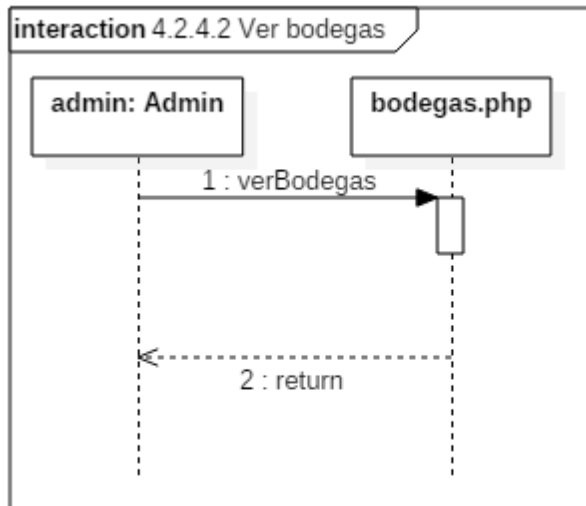 interaction 4.2.4.2 Ver bodegas
admin: Admin
bodegas.php
1 : verBodegas
2 : return